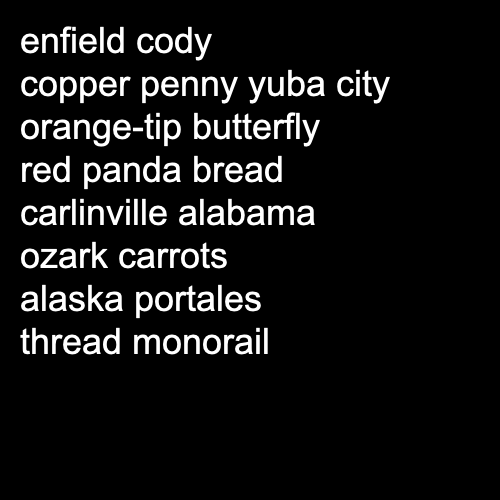 enfield cody
copper penny yuba city
orange-tip butterfly
red panda bread
carlinville alabama
ozark carrots
alaska portales
thread monorail